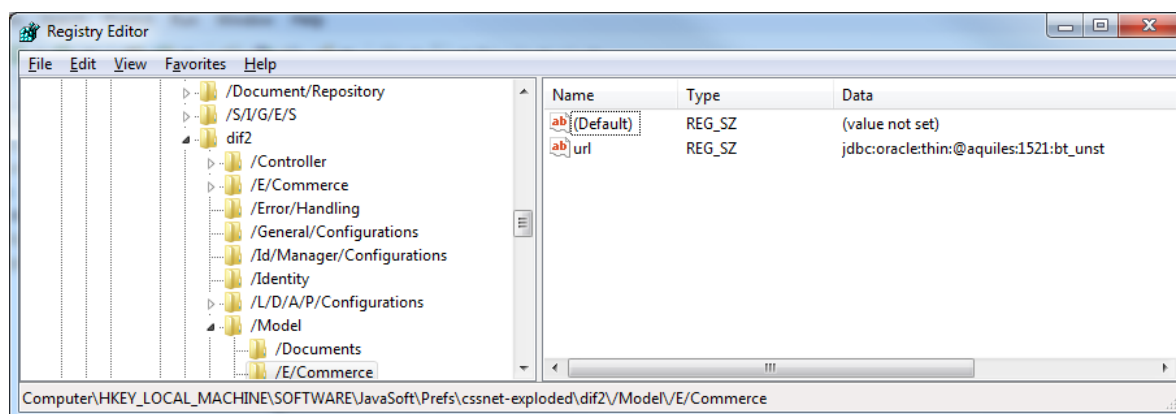 Registry Editor
File Edit View Favorites Help
/Document/Repository
/S/I/G/E/S
dif2
/Controller
/E/Commerce
/Error/Handling
/General/Configurations
/Id/Manager/Configurations
/Identity
/L/D/A/P/Configurations
/Model
/Documents
/E/Commerce
Name Type Data
ab (Default) REG_SZ (value not set)
ab url REG_SZ jdbc:oracle:thin:@aquiles:1521:bt_unst
Computer\HKEY_LOCAL_MACHINE\SOFTWARE\JavaSoft\Prefs\cssnet-exploded\dif2\/Model\/E/Commerce